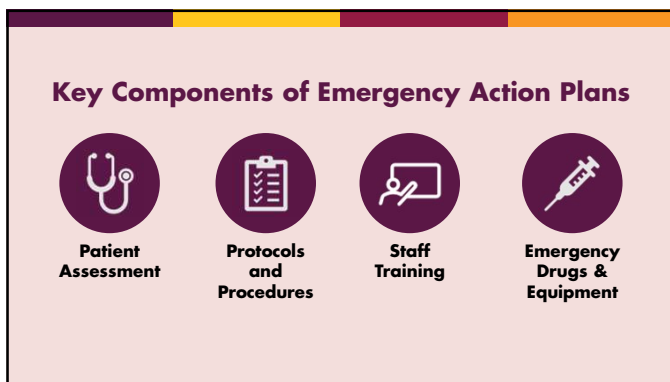 Key Components of Emergency Action Plans
Patient
Assessment
Protocols
and
Procedures
Staff
Training
Emergency
Drugs &
Equipment